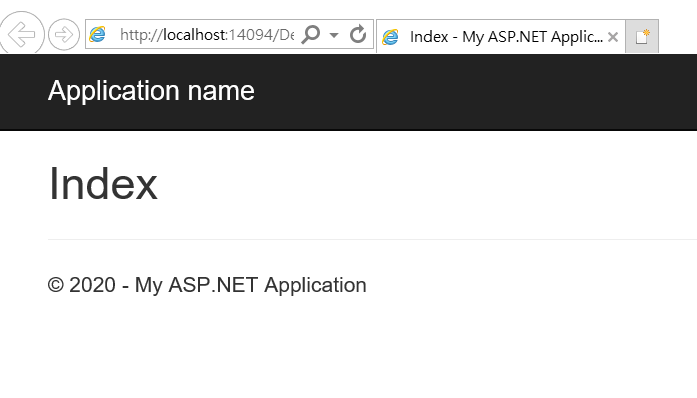 http://localhost:14094/De
Index - My ASP.NET Applic...
Application name
Index
© 2020 - My ASP.NET Application